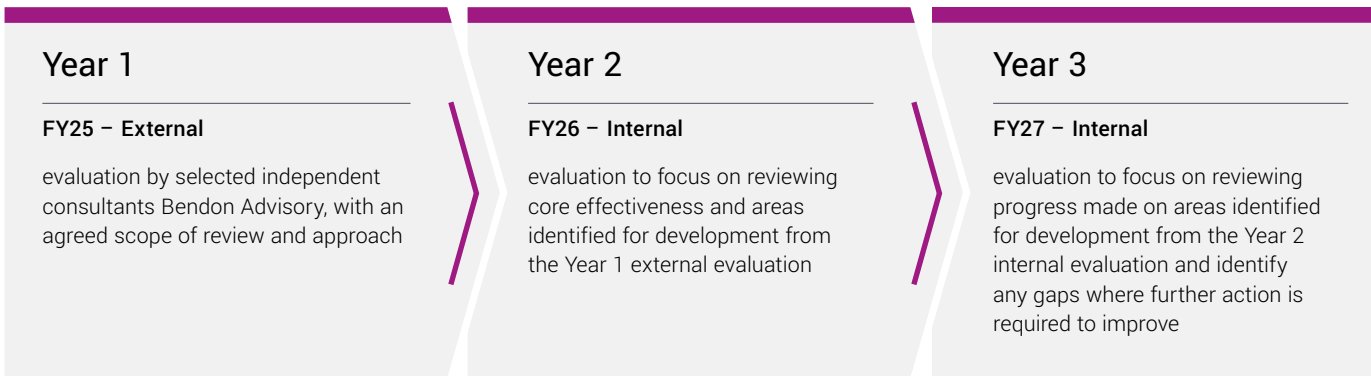 Year 1
FY25 – External
evaluation by selected independent
consultants Bendon Advisory, with an
agreed scope of review and approach
Year 2
FY26 – Internal
evaluation to focus on reviewing
core effectiveness and areas
identified for development from
the Year 1 external evaluation
Year 3
FY27 – Internal
evaluation to focus on reviewing
progress made on areas identified
for development from the Year 2
internal evaluation and identify
any gaps where further action is
required to improve